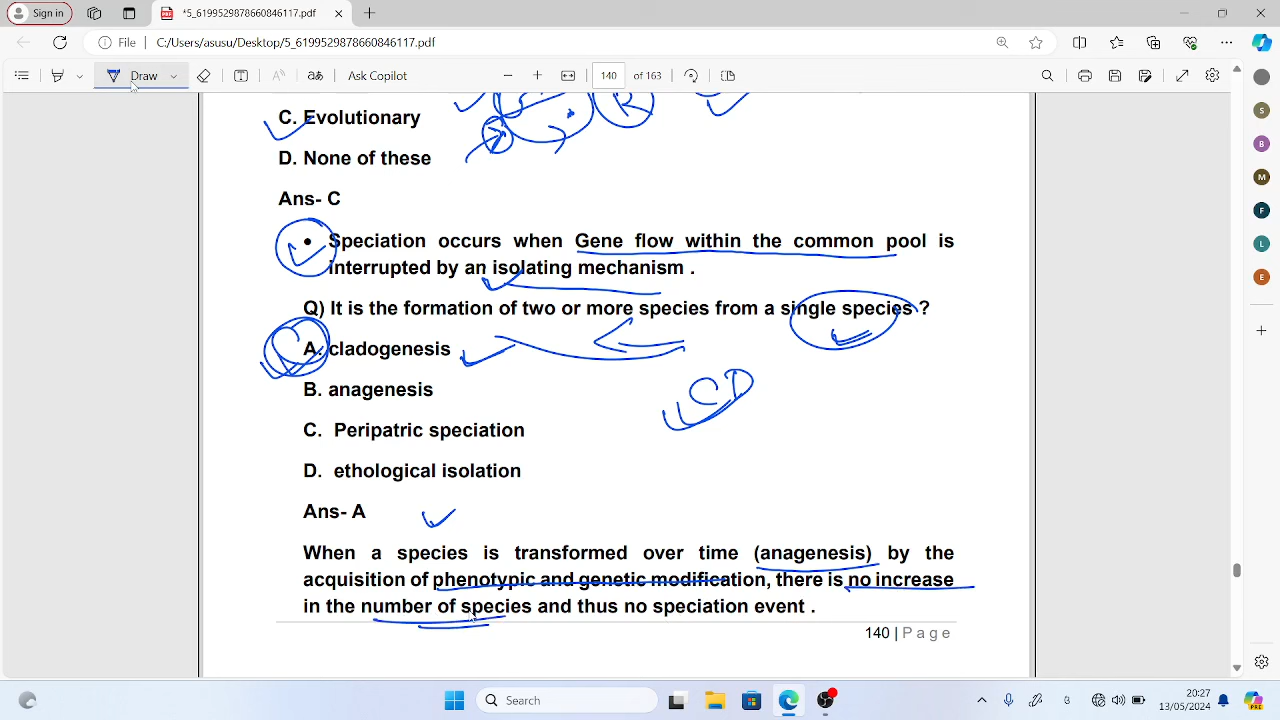 Sign in
*5_6199529878660846117.pdf
File C:/Users/asusu/Desktop/5_6199529878660846117.pdf
Draw
Ask Copilot
140 of 163
C. Evolutionary
D. None of these
Ans- C
• Speciation occurs when Gene flow within the common pool is
interrupted by an isolating mechanism .
Q) It is the formation of two or more species from a single species ?
A. cladogenesis
B. anagenesis
CD
C. Peripatric speciation
D. ethological isolation
Ans- A
When a species is transformed over time (anagenesis) by the
acquisition of phenotypic and genetic modification, there is no increase
in the number of species and thus no speciation event .
140 | Page
S
B
M
F
L
E
Search
20:27
13/05/2024